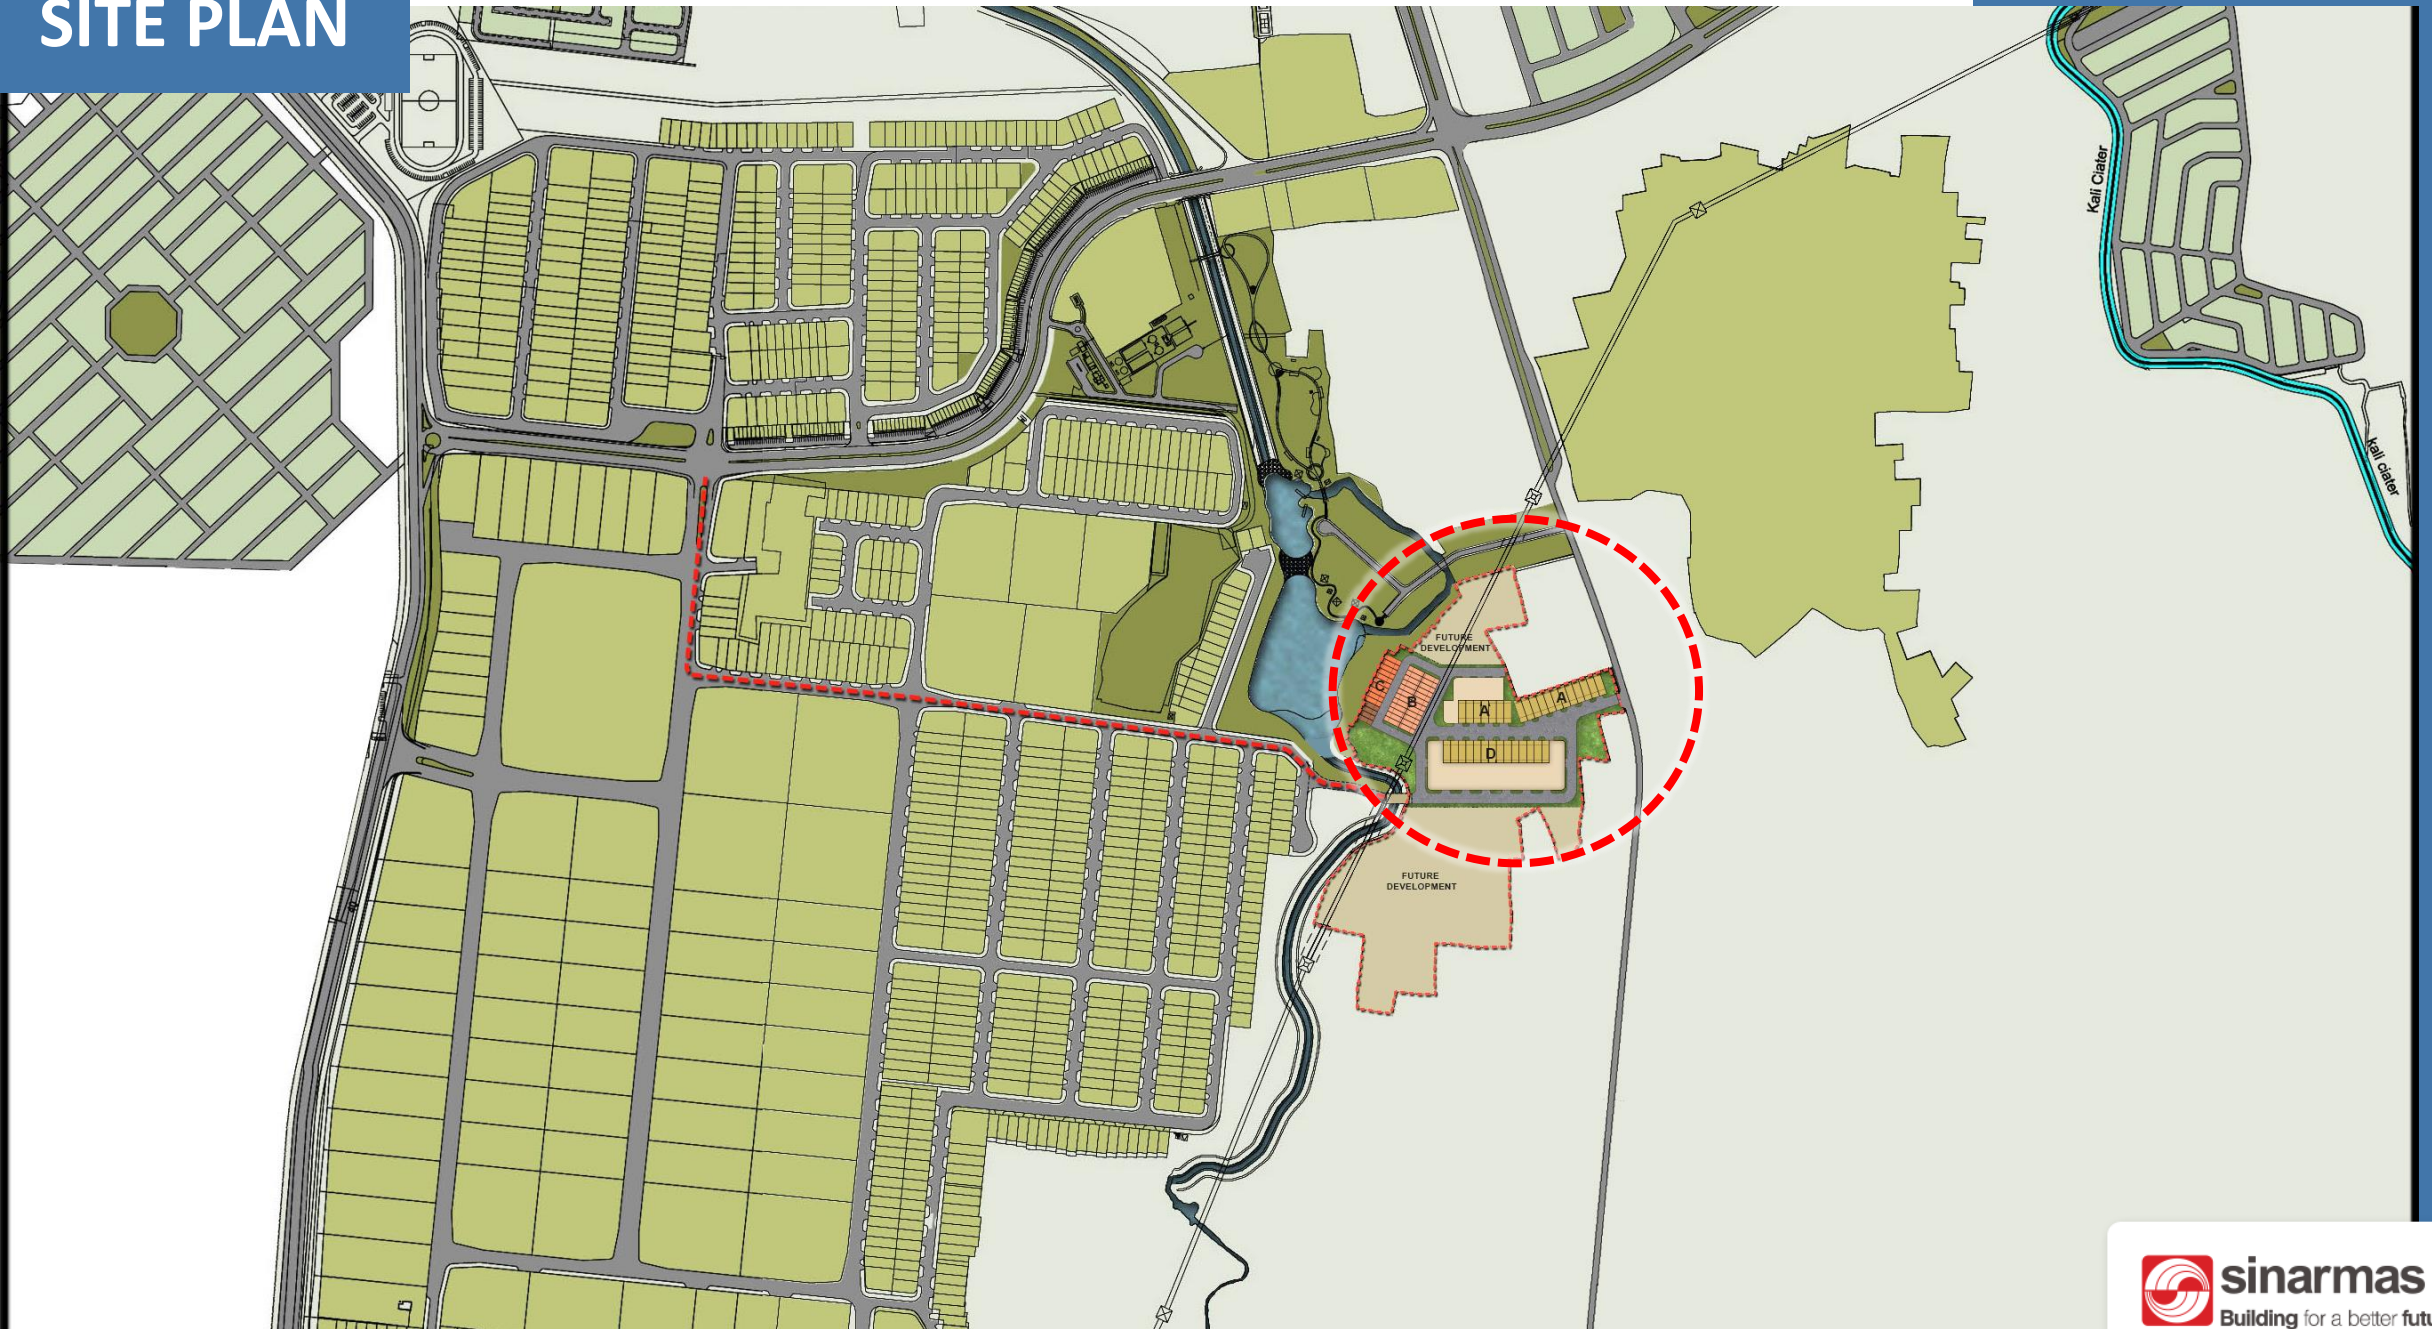 SITE PLAN
Kali Ciater
kali ciater
FUTURE
DEVELOPMENT
C
B
A
A
D
FUTURE
DEVELOPMENT
sinarmas
Building for a better futu